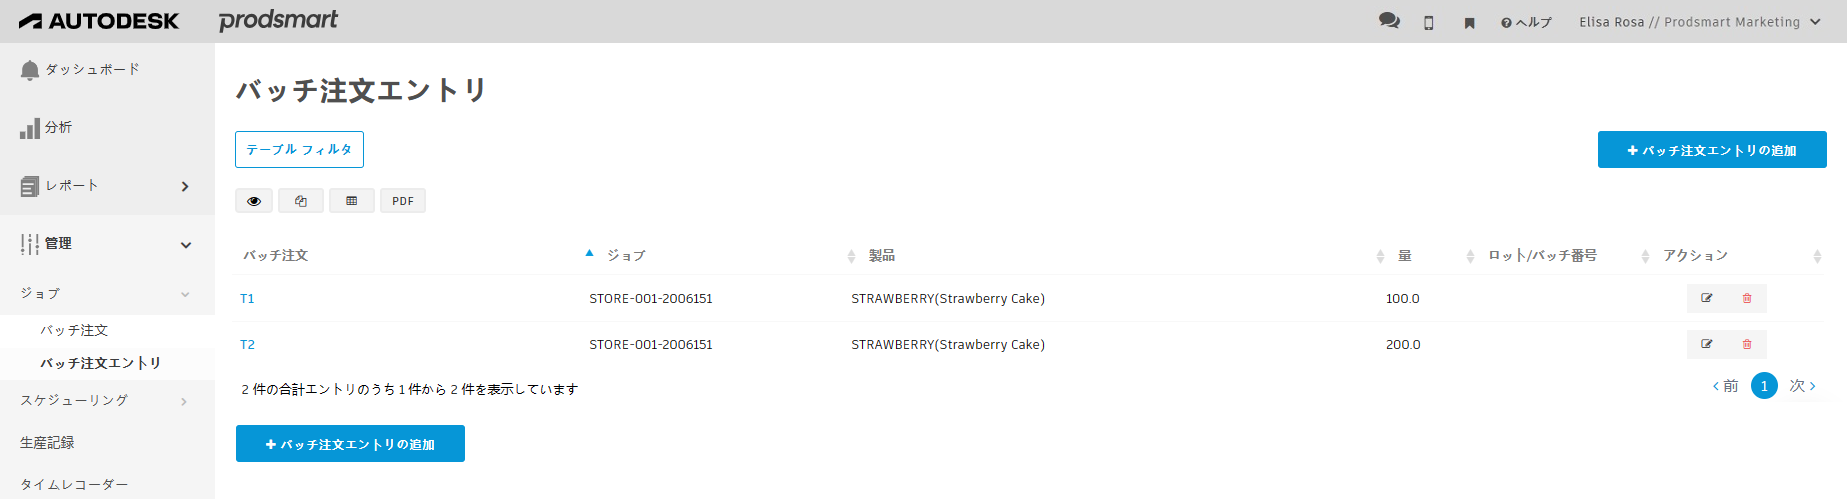 AUTODESK prodsmart
ヘルプ Elisa Rosa // Prodsmart Marketing
ダッシュボード
分析
レポート
管理
ジョブ
バッチ注文
バッチ注文エントリ
スケジューリング
生産記録
タイムレコーダー
バッチ注文エントリ
テーブル フィルタ
バッチ注文エントリの追加
PDF
バッチ注文 ジョブ 製品 量 ロット/バッチ番号 アクション
T1 STORE-001-2006151 STRAWBERRY(Strawberry Cake) 100.0
T2 STORE-001-2006151 STRAWBERRY(Strawberry Cake) 200.0
2 件の合計エントリのうち 1 件から 2 件を表示しています
前 1 次
バッチ注文エントリの追加